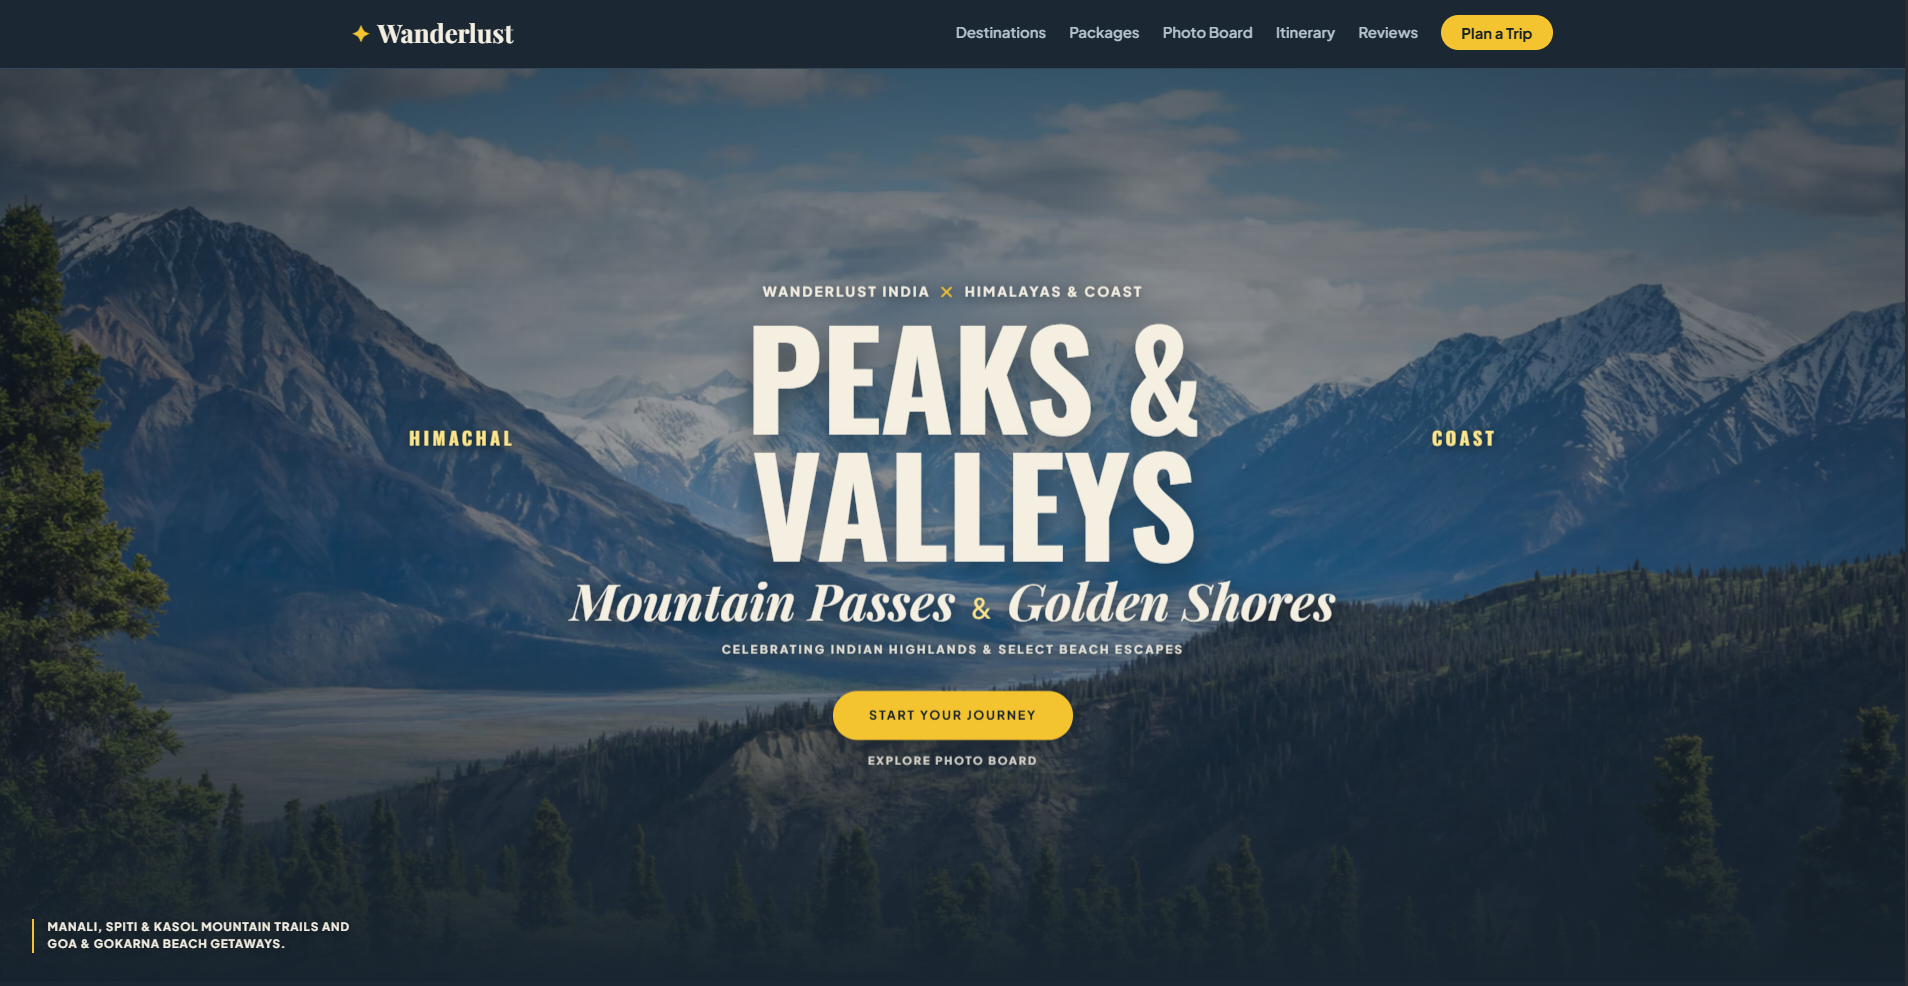 Wanderlust
Destinations Packages Photo Board Itinerary Reviews Plan a Trip
WANDERLUST INDIA × HIMALAYAS & COAST
PEAKS &
VALLEYS
HIMACHAL
COAST
Mountain Passes & Golden Shores
CELEBRATING INDIAN HIGHLANDS & SELECT BEACH ESCAPES
START YOUR JOURNEY
EXPLORE PHOTO BOARD
MANALI, SPITI & KASOL MOUNTAIN TRAILS AND
GOA & GOKARNA BEACH GETAWAYS.